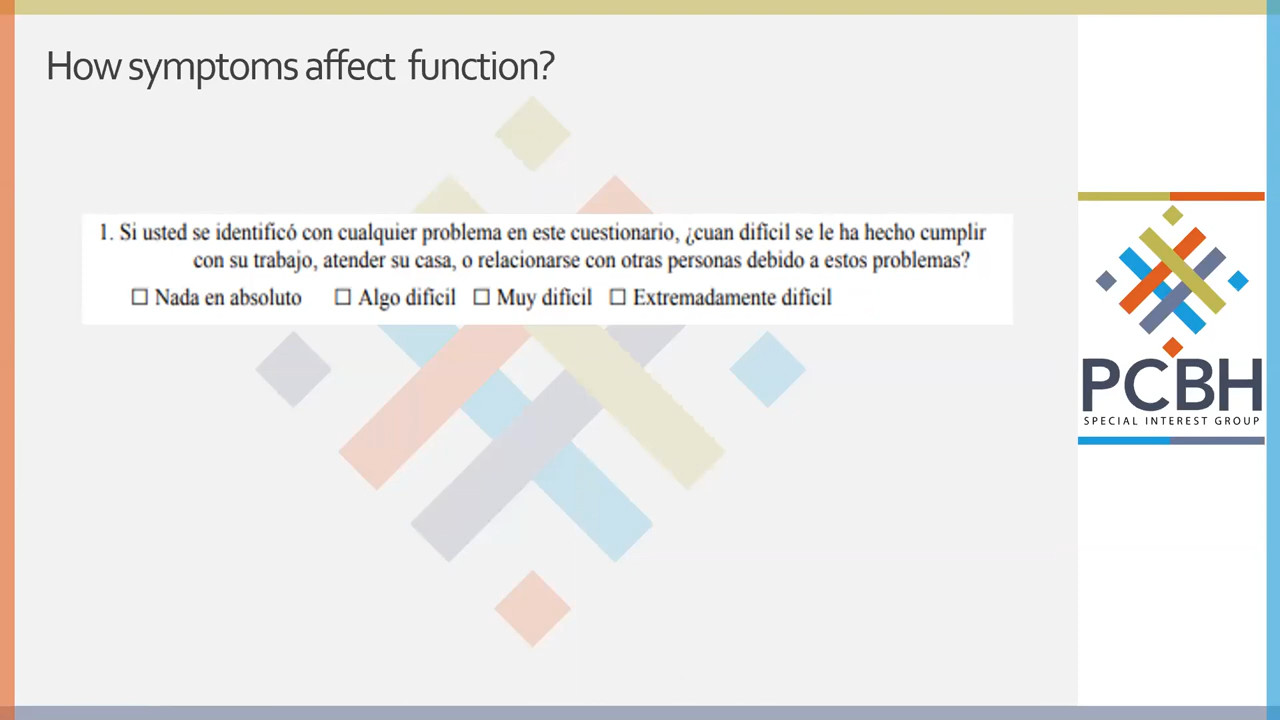 How symptoms affect function?
1. Si usted se identificó con cualquier problema en este cuestionario, ¿cuan difícil se le ha hecho cumplir
con su trabajo, atender su casa, o relacionarse con otras personas debido a estos problemas?
☐ Nada en absoluto ☐ Algo difícil ☐ Muy difícil ☐ Extremadamente difícil
PCBH
SPECIAL INTEREST GROUP